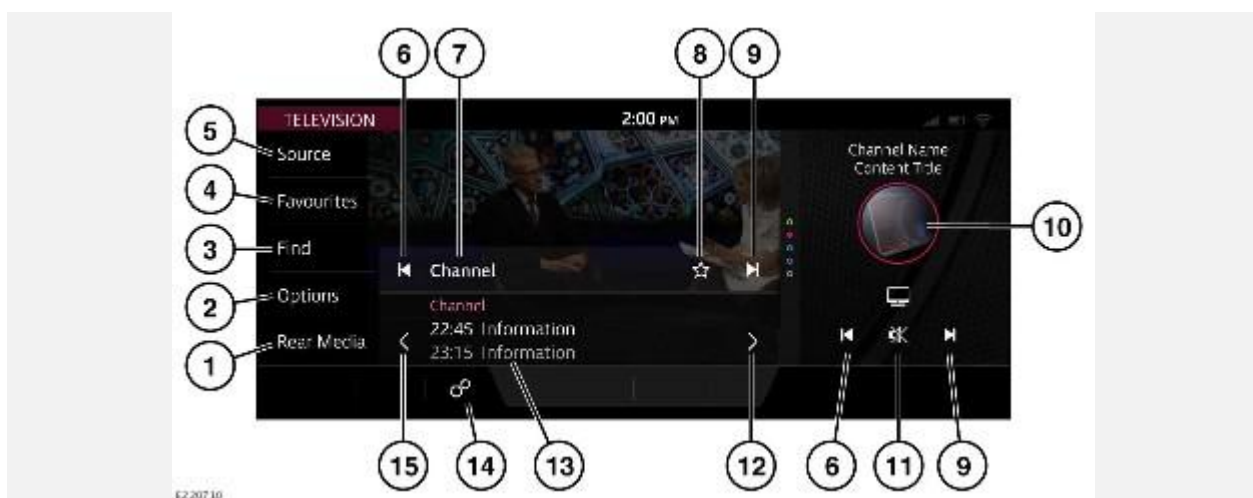 6 7 8 9
TELEVISION 2:00 PM
5 Source
Channel Name
Content Title
4 Favourites
10
3 Find
Channel
2 Options
Channel
22:45 Information
1 Rear Media
23:15 Information
15 14 13 12 6 11 9
E220710